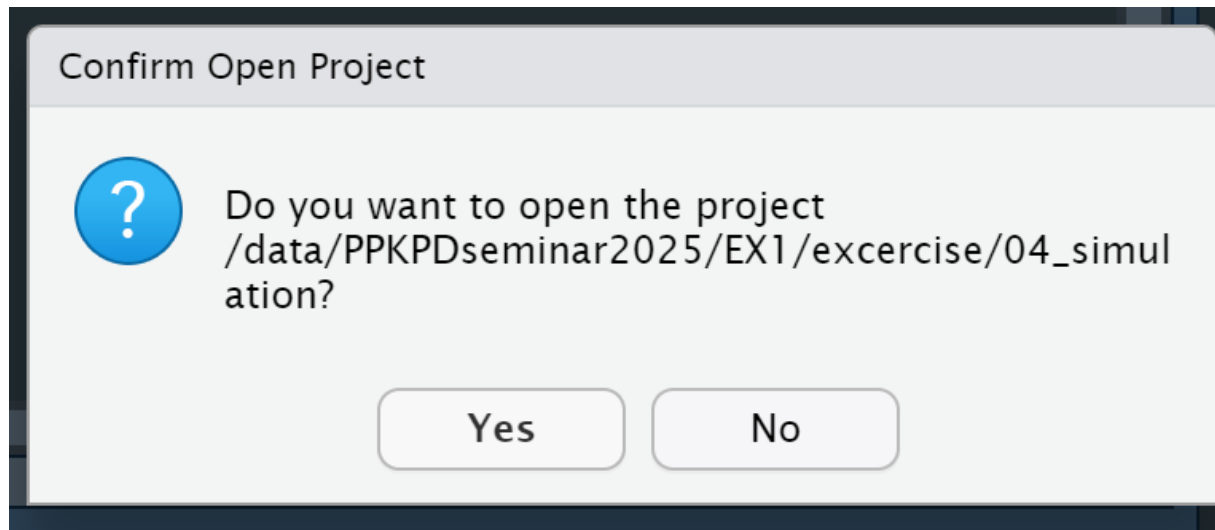 Confirm Open Project
?
Do you want to open the project
/data/PPKPDseminar2025/EX1/excercise/04_simul
ation?
Yes
No